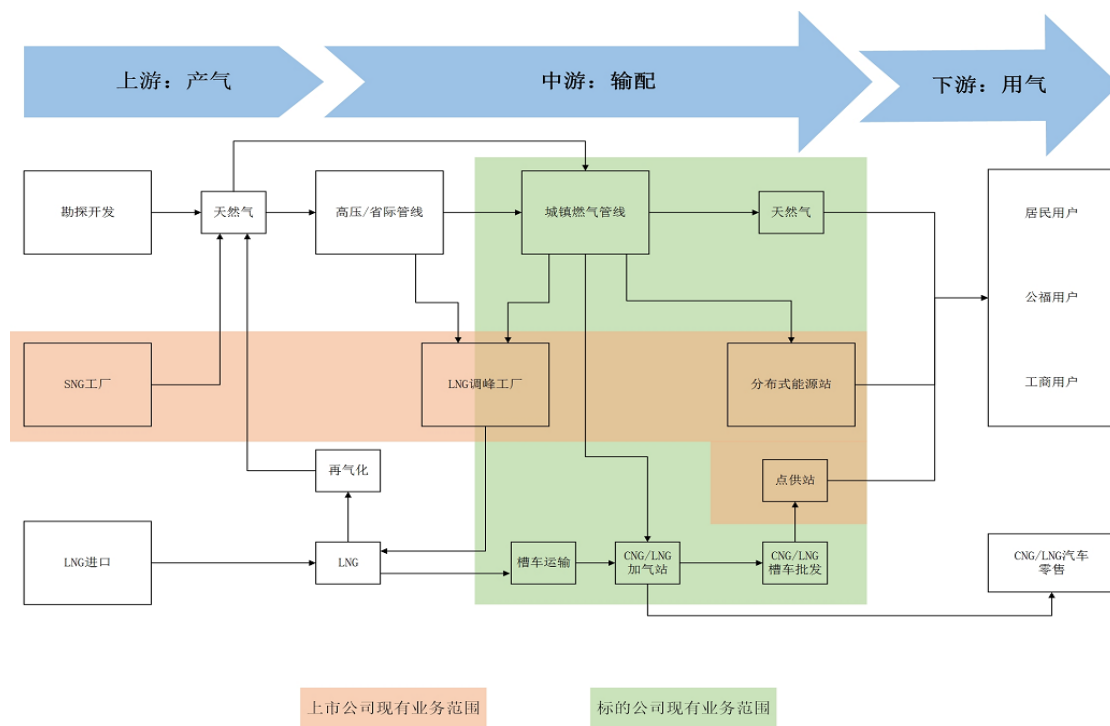 上游：产气
中游：输配
下游：用气
勘探开发
天然气
高压/省际管线
城镇燃气管线
天然气
居民用户
公福用户
工商用户
SNG工厂
LNG调峰工厂
分布式能源站
再气化
点供站
LNG进口
LNG
槽车运输
CNG/LNG
加气站
CNG/LNG
槽车批发
CNG/LNG汽车
零售
上市公司现有业务范围
标的公司现有业务范围